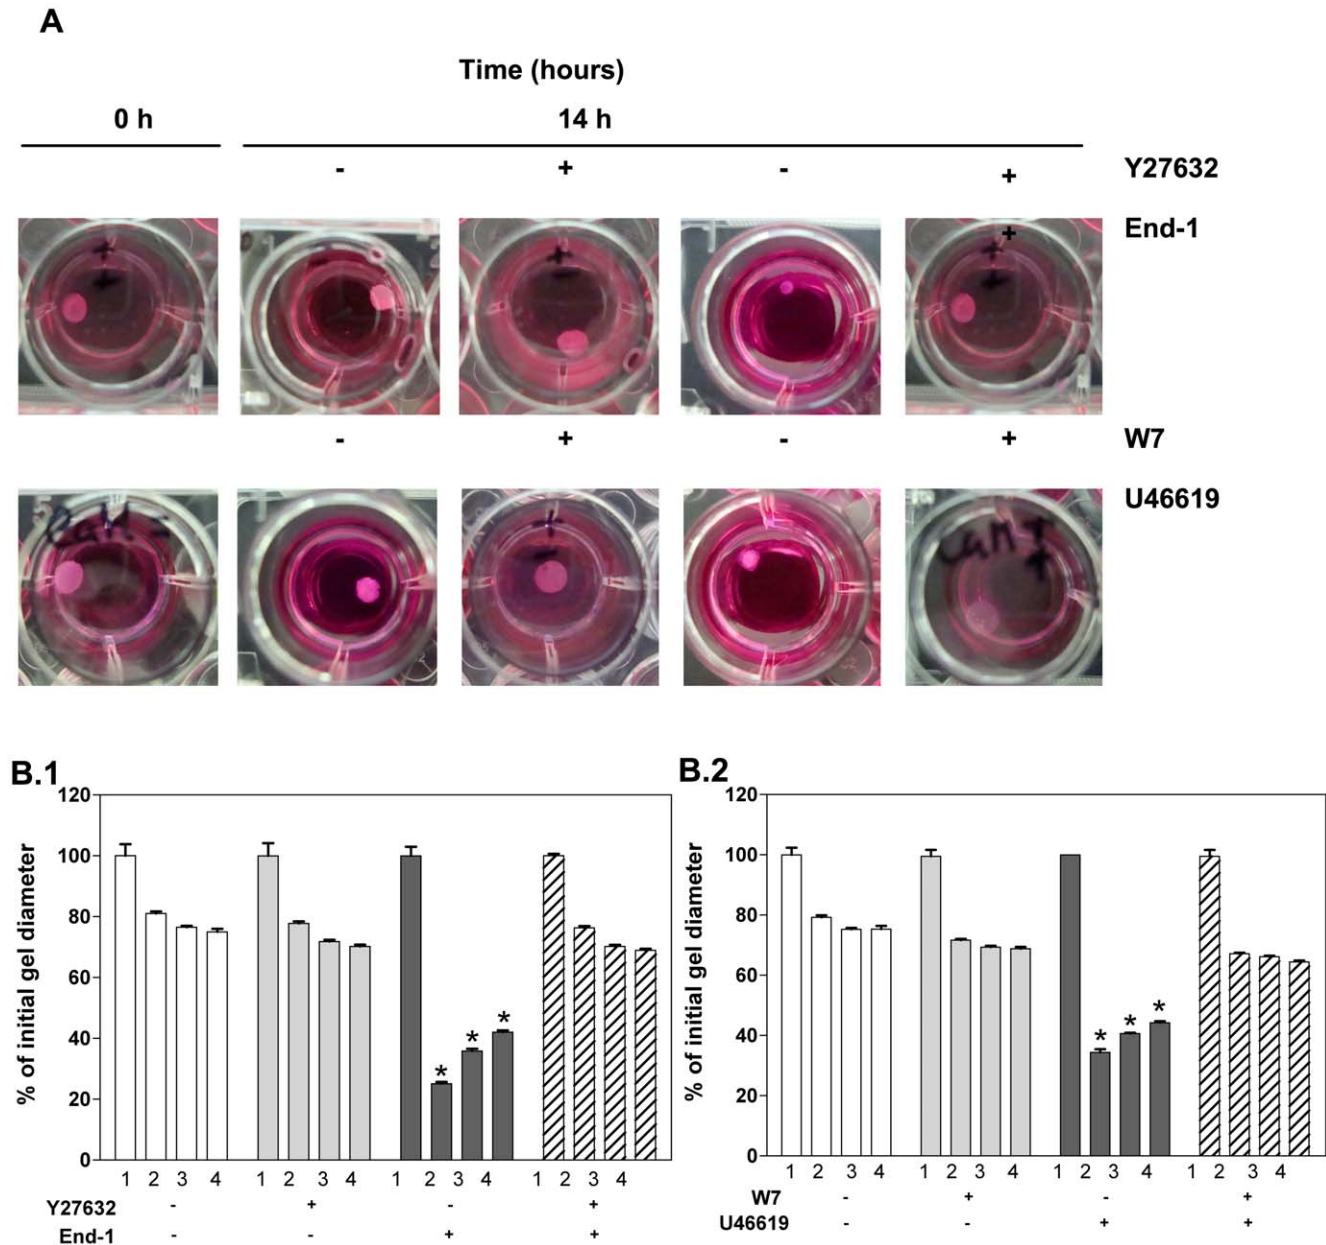 A
Time (hours)
0 h 14 h
- + - + Y27632
+ End-1
- + - + W7
U46619
CaM -
+
-
CaM +
+
B.1
B.2
% of initial gel diameter
120
100
80
60
40
20
0
* * *
1 2 3 4 1 2 3 4 1 2 3 4 1 2 3 4
Y27632 - + - +
End-1 - - + +
% of initial gel diameter
120
100
80
60
40
20
0
* * *
1 2 3 4 1 2 3 4 1 2 3 4 1 2 3 4
W7 - + - +
U46619 - - + +